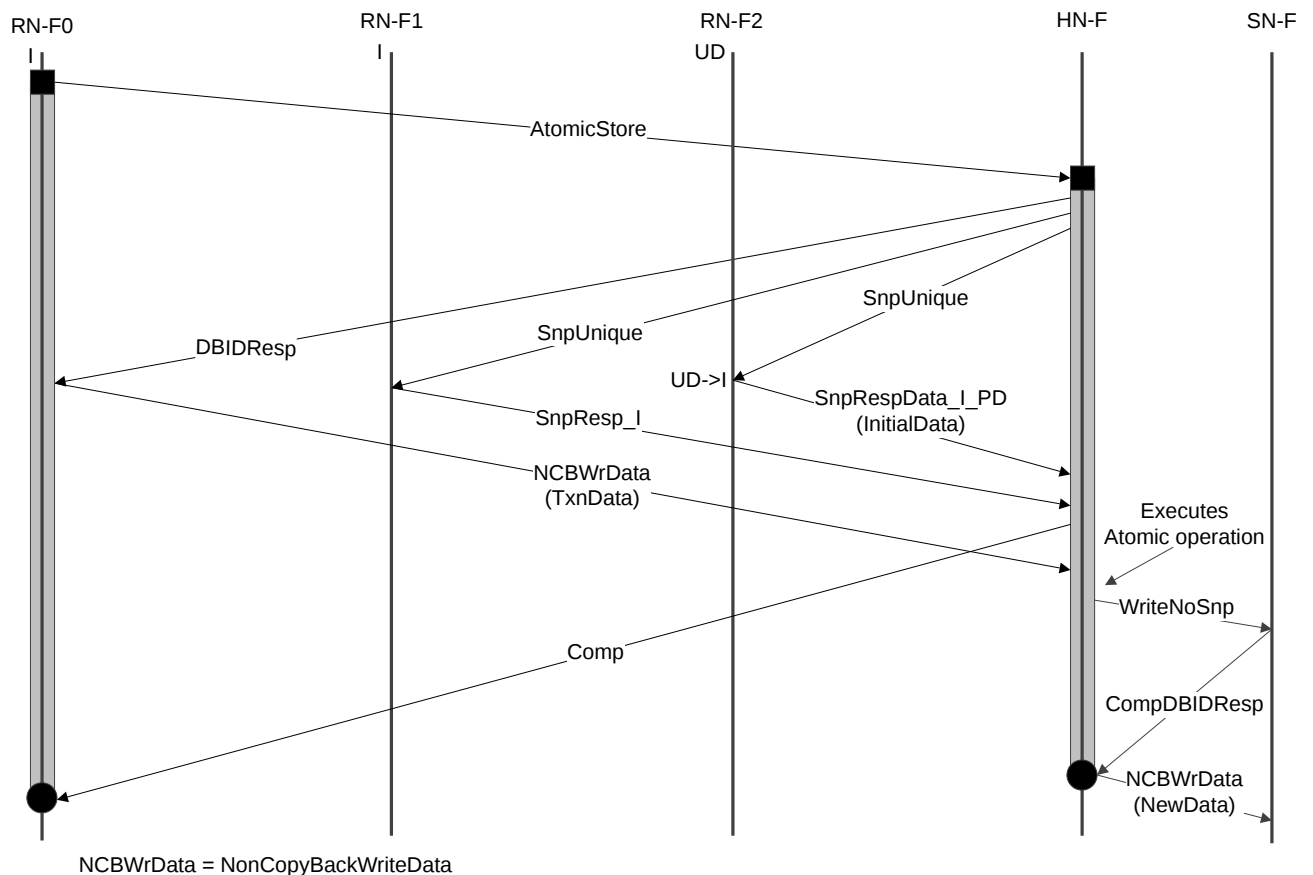 RN-F0
RN-F1
RN-F2
HN-F
SN-F
I
I
UD
AtomicStore
SnpUnique
SnpUnique
DBIDResp
UD->I
SnpRespData_I_PD
(InitialData)
SnpResp_I
NCBWrData
(TxnData)
Executes
Atomic operation
WriteNoSnp
Comp
CompDBIDResp
NCBWrData
(NewData)
NCBWrData = NonCopyBackWriteData